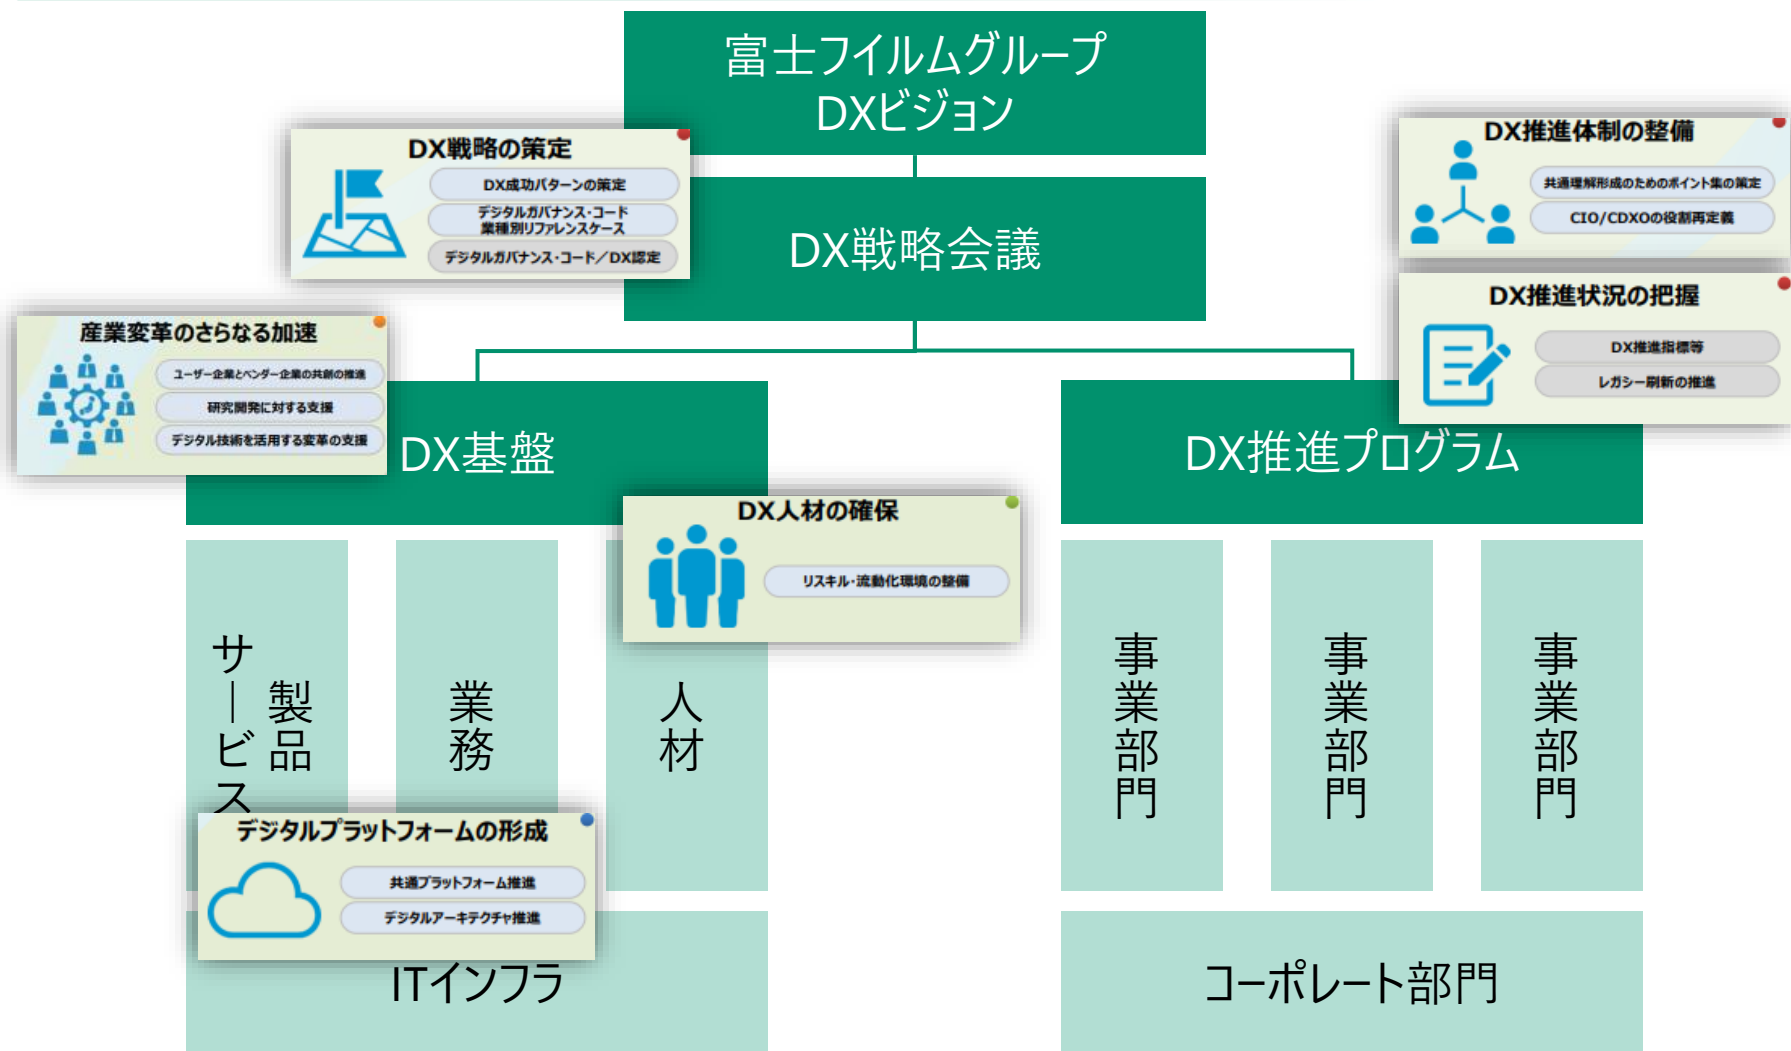 富士フイルムグループ
DXビジョン
DX戦略の策定
DX成功パターンの策定
デジタルガバナンス・コード
業種別リファレンスケース
デジタルガバナンス・コード／DX認定
DX戦略会議
DX推進体制の整備
共通理解形成のためのポイント集の策定
CIO/CDXOの役割再定義
DX推進状況の把握
DX推進指標等
レガシー刷新の推進
産業変革のさらなる加速
ユーザー企業とベンダー企業の共創の推進
研究開発に対する支援
デジタル技術を活用する変革の支援
DX基盤
DX推進プログラム
DX人材の確保
リスキル・流動化環境の整備
製品
サービス
業務
人材
事業部門
事業部門
事業部門
デジタルプラットフォームの形成
共通プラットフォーム推進
デジタルアーキテクチャ推進
ITインフラ
コーポレート部門